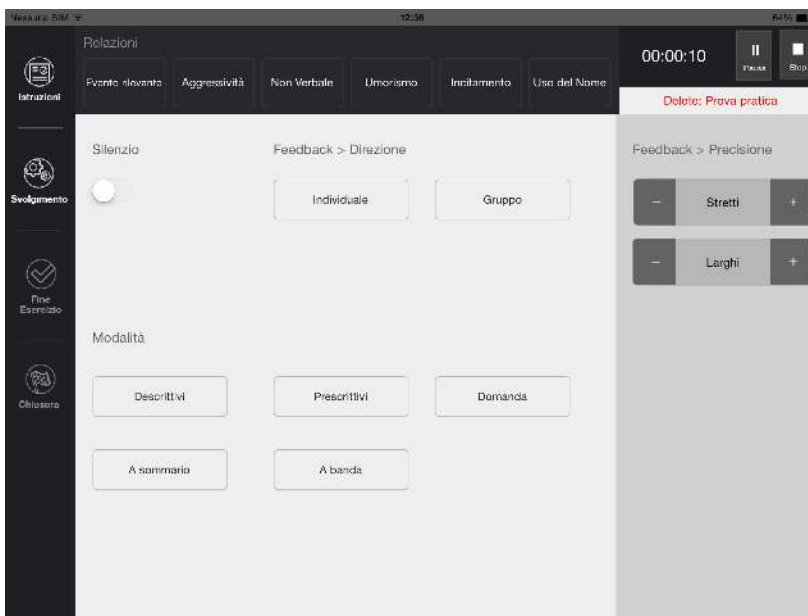 Nessuna SIM
12:36
64%
Relazioni
Evento rilevante
Aggressività
Non Verbale
Umorismo
Incitamento
Uso del Nome
00:00:10
Pausa
Stop
Delete: Prova pratica
Istruzioni
Svolgimento
Fine
Esercizio
Chiusura
Silenzio
Feedback > Direzione
Individuale
Gruppo
Feedback > Precisione
- Stretti +
- Larghi +
Modalità
Descrittivi
Prescrittivi
Domanda
A sommario
A banda